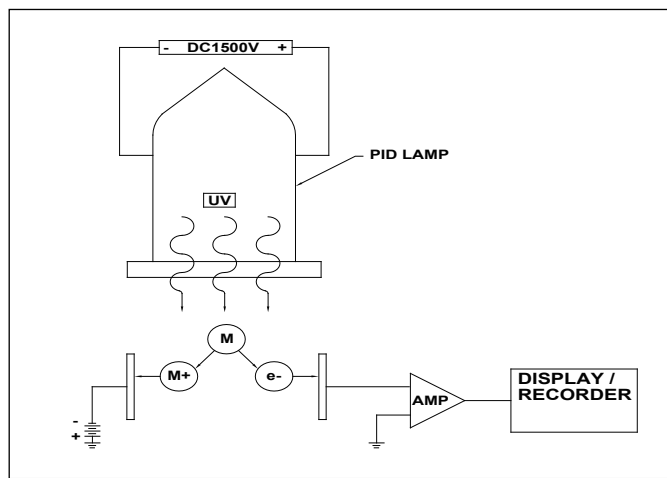 - DC1500V +
PID LAMP
UV
M
M+
e-
-
+
AMP
DISPLAY /
RECORDER